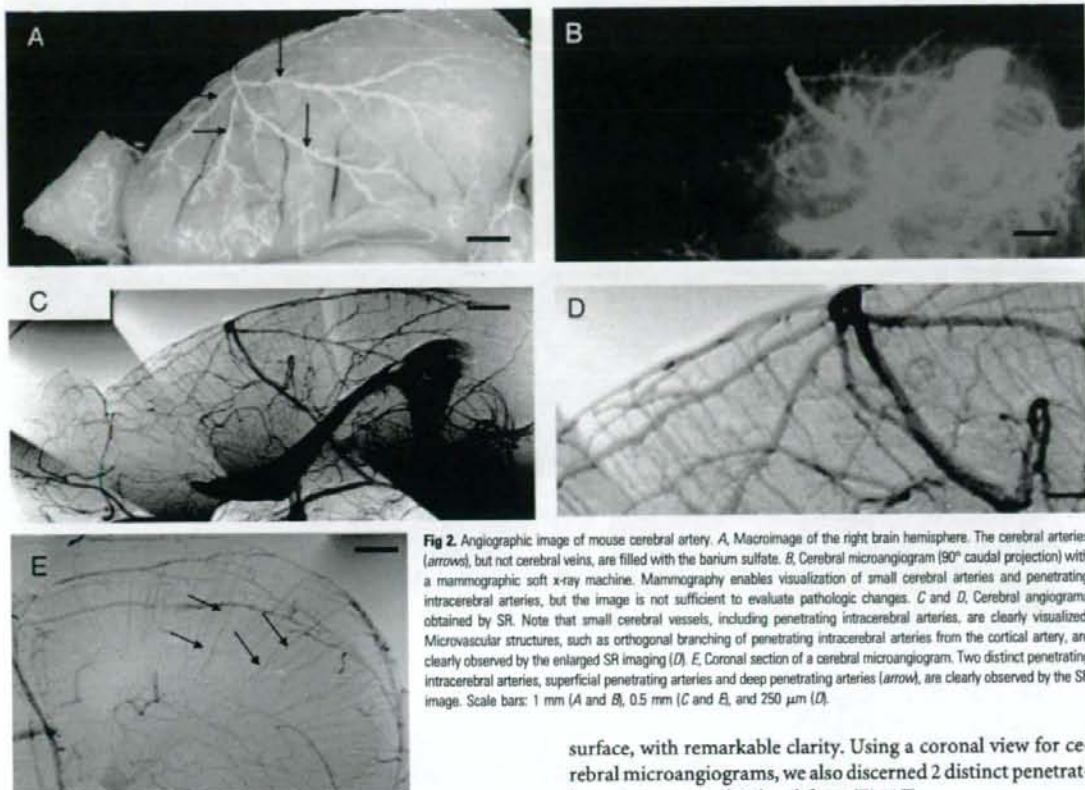 A
B
C
D
E
Fig 2. Angiographic image of mouse cerebral artery. A, Macroimage of the right brain hemisphere. The cerebral arteries
(arrows), but not cerebral veins, are filled with the barium sulfate. B, Cerebral microangiogram (90° caudal projection) with
a mammographic soft x-ray machine. Mammography enables visualization of small cerebral arteries and penetrating
intracerebral arteries, but the image is not sufficient to evaluate pathologic changes. C and D, Cerebral angiogram
obtained by SR. Note that small cerebral vessels, including penetrating intracerebral arteries, are clearly visualized
Microvascular structures, such as orthogonal branching of penetrating intracerebral arteries from the cortical artery, are
clearly observed by the enlarged SR imaging (D). E, Coronal section of a cerebral microangiogram. Two distinct penetrating
intracerebral arteries, superficial penetrating arteries and deep penetrating arteries (arrow), are clearly observed by the SR
image. Scale bars: 1 mm (A and B), 0.5 mm (C and E), and 250 μm (D).
surface, with remarkable clarity. Using a coronal view for ce-
rebral microangiograms, we also discerned 2 distinct penetrat-